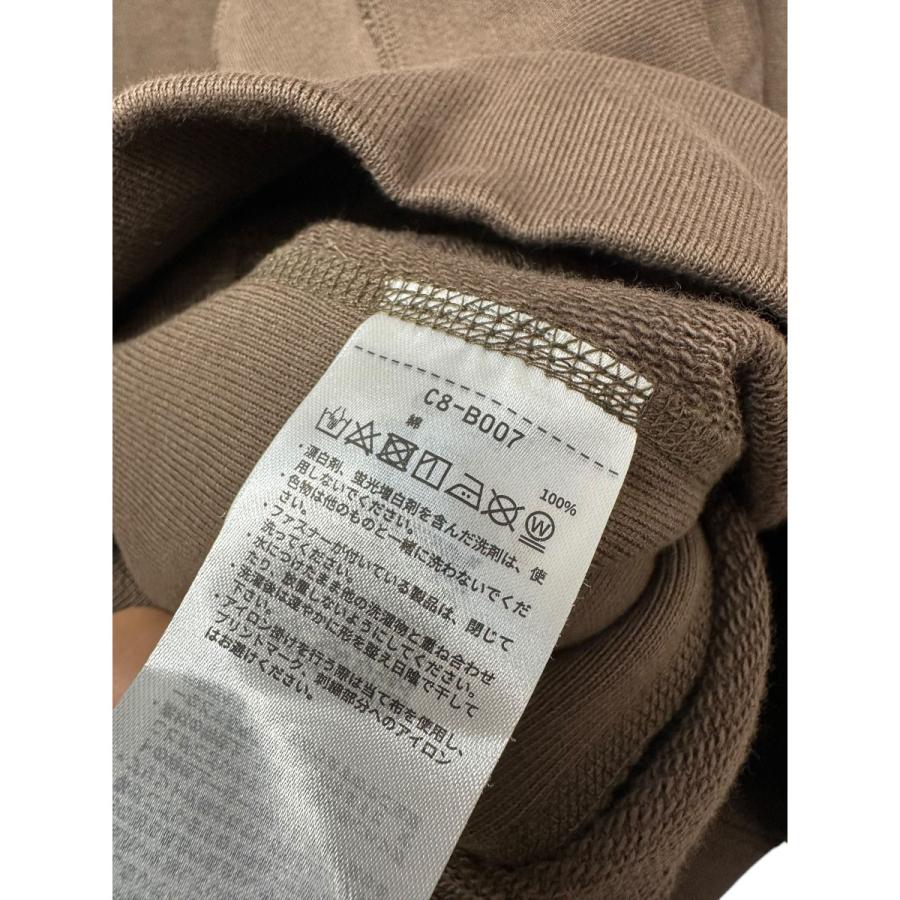 C8-B007
綿 100%
W
・漂白剤、蛍光増白剤を含んだ洗剤は、使
用しないでください。
・色物は他のものと一緒に洗わないでくだ
さい。
・ファスナーが付いている製品は、閉じて
洗ってください。
・水につけたまま他の洗濯物と重ね合わせ
たり、放置しないようにしてください。
・洗濯後は速やかに形を整え日陰で干して
下さい。
・アイロン掛けを行う際は当て布を使用し、
プリントマーク、刺繍部分へのアイロン
はお避けください。